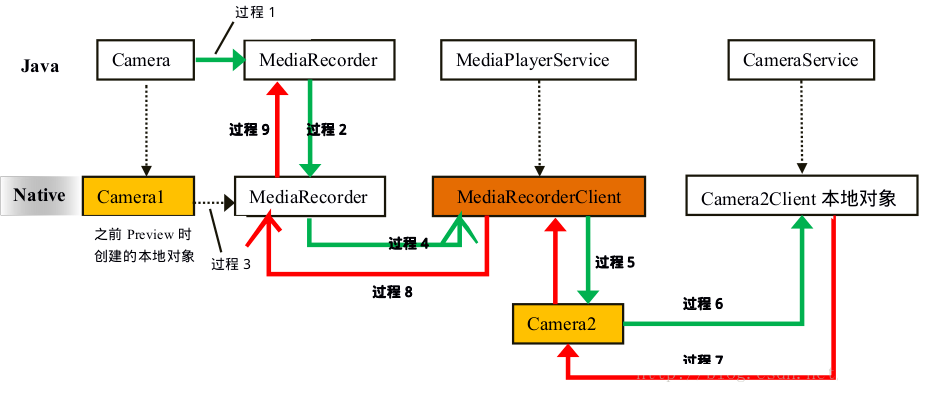 过程 1
Java
Camera
MediaRecorder
MediaPlayerService
CameraService
过程 9
过程 2
Native
Camera1
MediaRecorder
MediaRecorderClient
Camera2Client 本地对象
之前 Preview 时
创建的本地对象
过程 3
过程 4
过程 5
过程 8
过程 6
Camera2
过程 7
http://blog.csdn.net